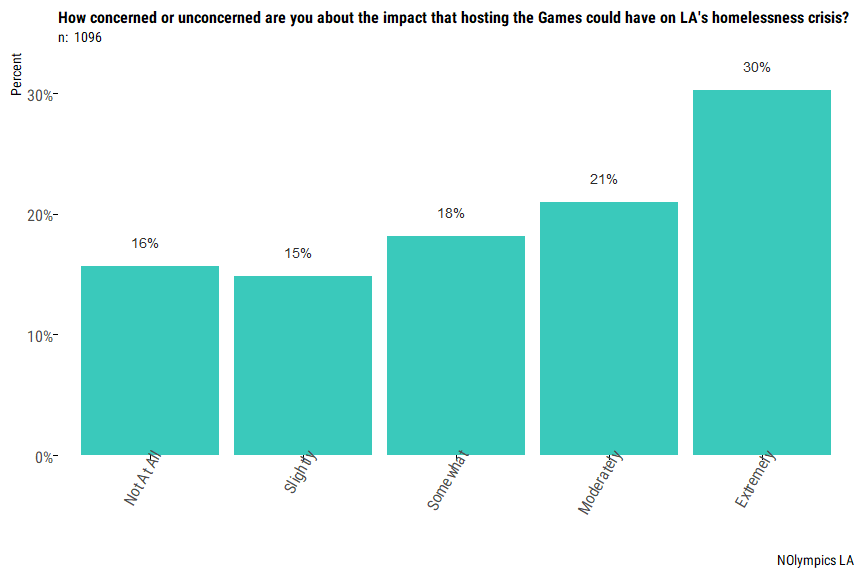 How concerned or unconcerned are you about the impact that hosting the Games could have on LA's homelessness crisis?
n: 1096
Percent
30%
30%
21%
20%
18%
16%
15%
10%
0%
Not At All
Slightly
Somewhat
Moderately
Extremely
NOlympics LA